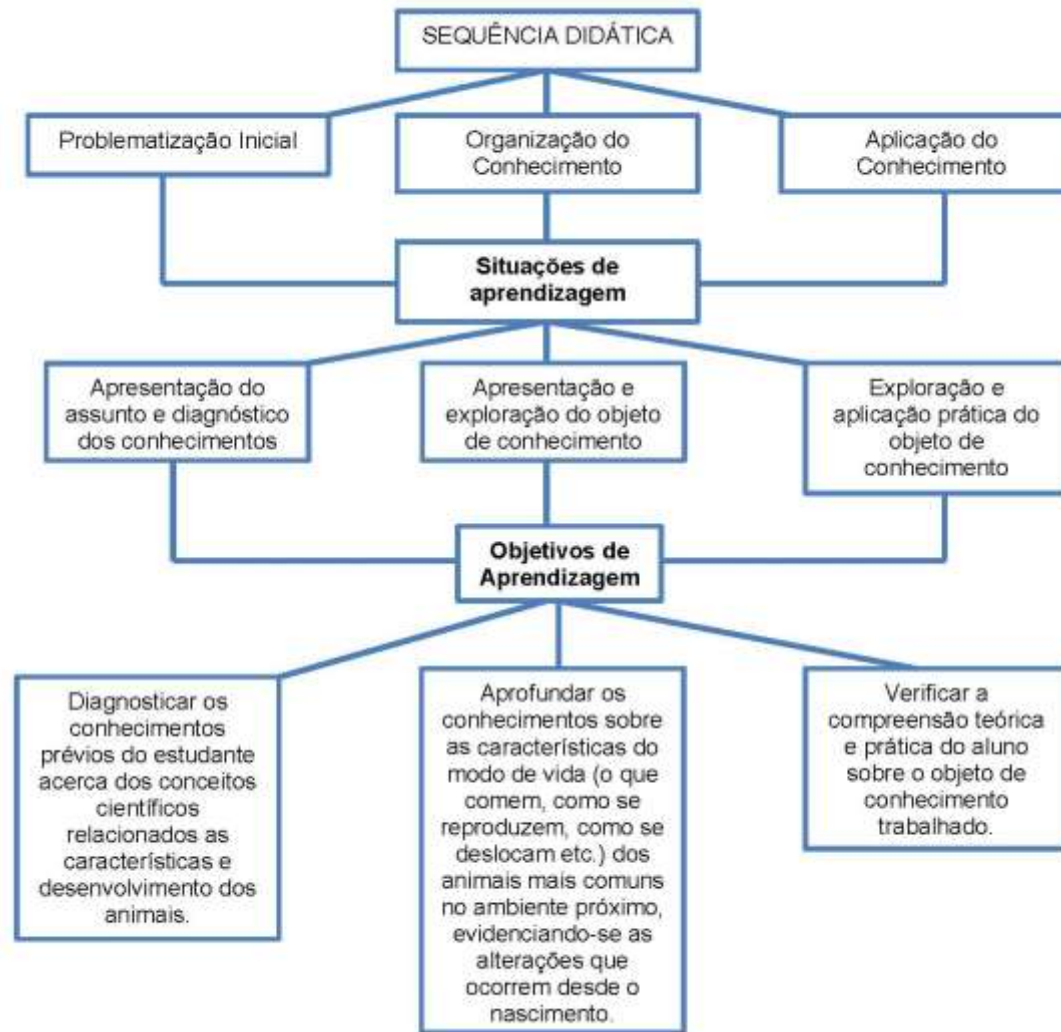 SEQUÊNCIA DIDÁTICA
Problematização Inicial
Organização do
Conhecimento
Aplicação do
Conhecimento
Situações de
aprendizagem
Apresentação do
assunto e diagnóstico
dos conhecimentos
Apresentação e
exploração do objeto
de conhecimento
Exploração e
aplicação prática do
objeto de
conhecimento
Objetivos de
Aprendizagem
Diagnosticar os
conhecimentos
prévios do estudante
acerca dos conceitos
científicos
relacionados as
características e
desenvolvimento dos
animais.
Aprofundar os
conhecimentos sobre
as características do
modo de vida (o que
comem, como se
reproduzem, como se
deslocam etc.) dos
animais mais comuns
no ambiente próximo,
evidenciando-se as
alterações que
ocorrem desde o
nascimento.
Verificar a
compreensão teórica
e prática do aluno
sobre o objeto de
conhecimento
trabalhado.